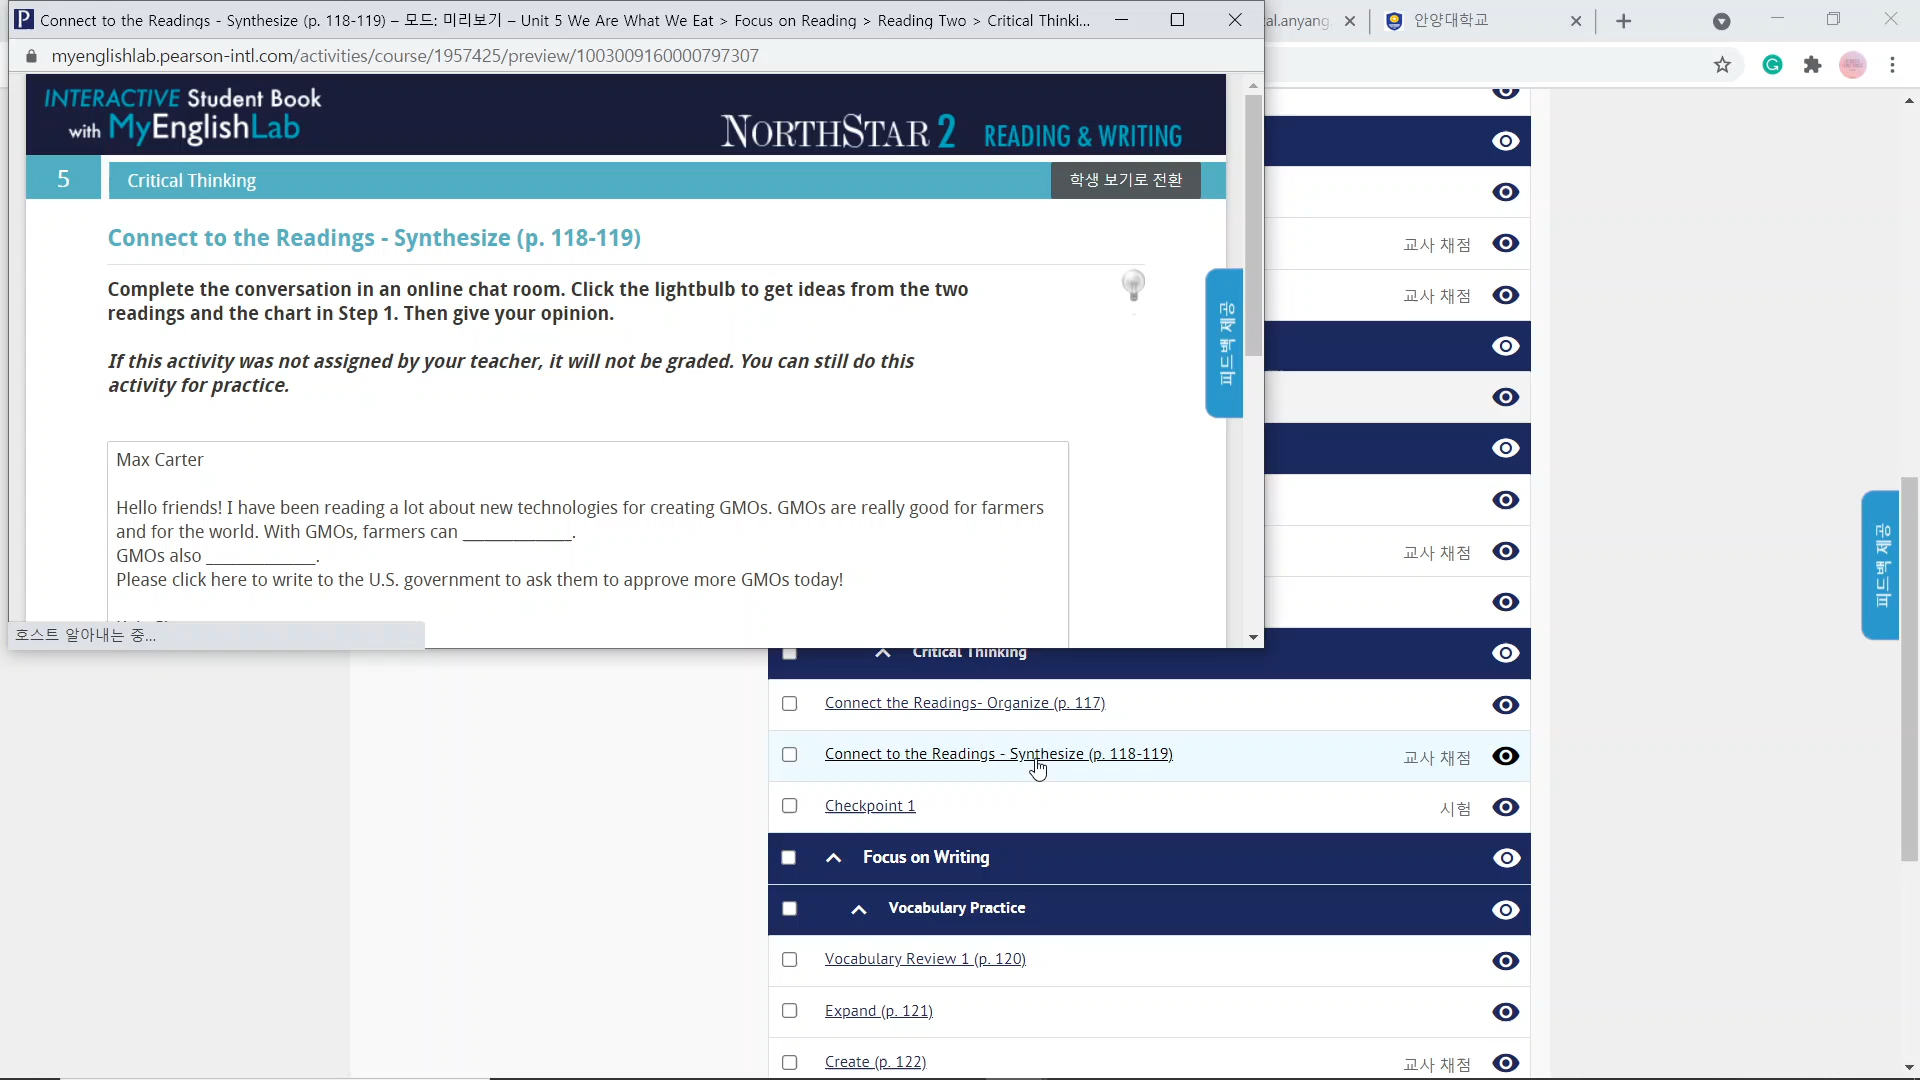 Connect to the Readings - Synthesize (p. 118-119) – 모드: 미리보기 – Unit 5 We Are What We Eat > Focus on Reading > Reading Two > Critical Thinki...
al.anyang
안양대학교
myenglishlab.pearson-intl.com/activities/course/1957425/preview/1003009160000797307
INTERACTIVE Student Book
with MyEnglishLab
NORTHSTAR 2 READING & WRITING
5
Critical Thinking
학생 보기로 전환
Connect to the Readings - Synthesize (p. 118-119)
Complete the conversation in an online chat room. Click the lightbulb to get ideas from the two
readings and the chart in Step 1. Then give your opinion.
If this activity was not assigned by your teacher, it will not be graded. You can still do this
activity for practice.
피드백 제공
Max Carter
Hello friends! I have been reading a lot about new technologies for creating GMOs. GMOs are really good for farmers
and for the world. With GMOs, farmers can ____________.
GMOs also ____________.
Please click here to write to the U.S. government to ask them to approve more GMOs today!
호스트 알아내는 중...
교사 채점
교사 채점
교사 채점
피드백 제공
Critical Thinking
Connect the Readings- Organize (p. 117)
Connect to the Readings - Synthesize (p. 118-119)
교사 채점
Checkpoint 1
시험
Focus on Writing
Vocabulary Practice
Vocabulary Review 1 (p. 120)
Expand (p. 121)
Create (p. 122)
교사 채점